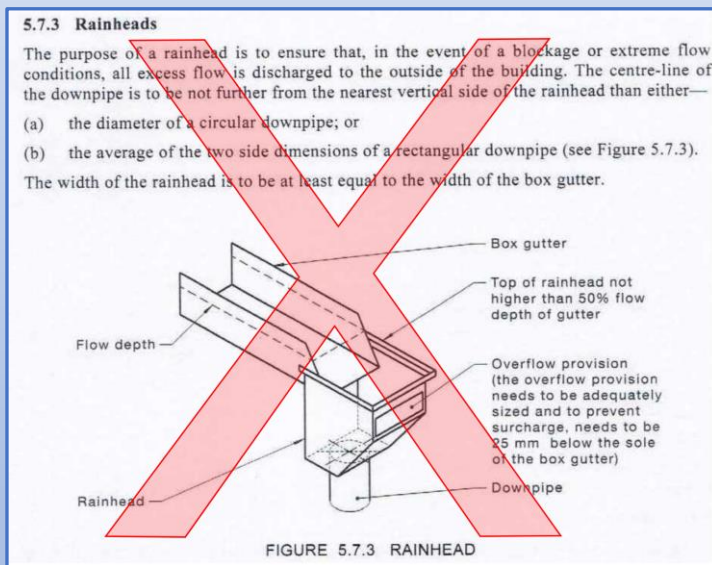 5.7.3 Rainheads
The purpose of a rainhead is to ensure that, in the event of a blockage or extreme flow
conditions, all excess flow is discharged to the outside of the building. The centre-line of
the downpipe is to be not further from the nearest vertical side of the rainhead than either—
(a) the diameter of a circular downpipe; or
(b) the average of the two side dimensions of a rectangular downpipe (see Figure 5.7.3).
The width of the rainhead is to be at least equal to the width of the box gutter.
Box gutter
Top of rainhead not
higher than 50% flow
depth of gutter
Flow depth
Overflow provision
(the overflow provision
needs to be adequately
sized and to prevent
surcharge, needs to be
25 mm below the sole
of the box gutter)
Rainhead
Downpipe
FIGURE 5.7.3 RAINHEAD